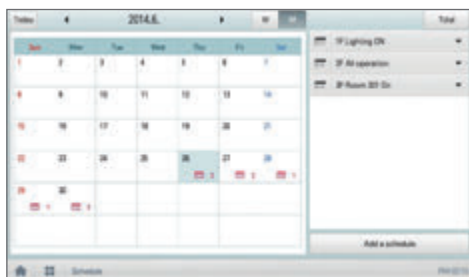 Today 2014.6. Total
Sun Mon Tue Wed Thu Fri Sat
1 2 3 4 5 6 7
8 9 10 11 12 13 14
15 16 17 18 19 20 21
22 23 24 25 26 27 28
29 30
1F Lighting ON
2F All operation
3F Room 301 On
Add a schedule
Schedule